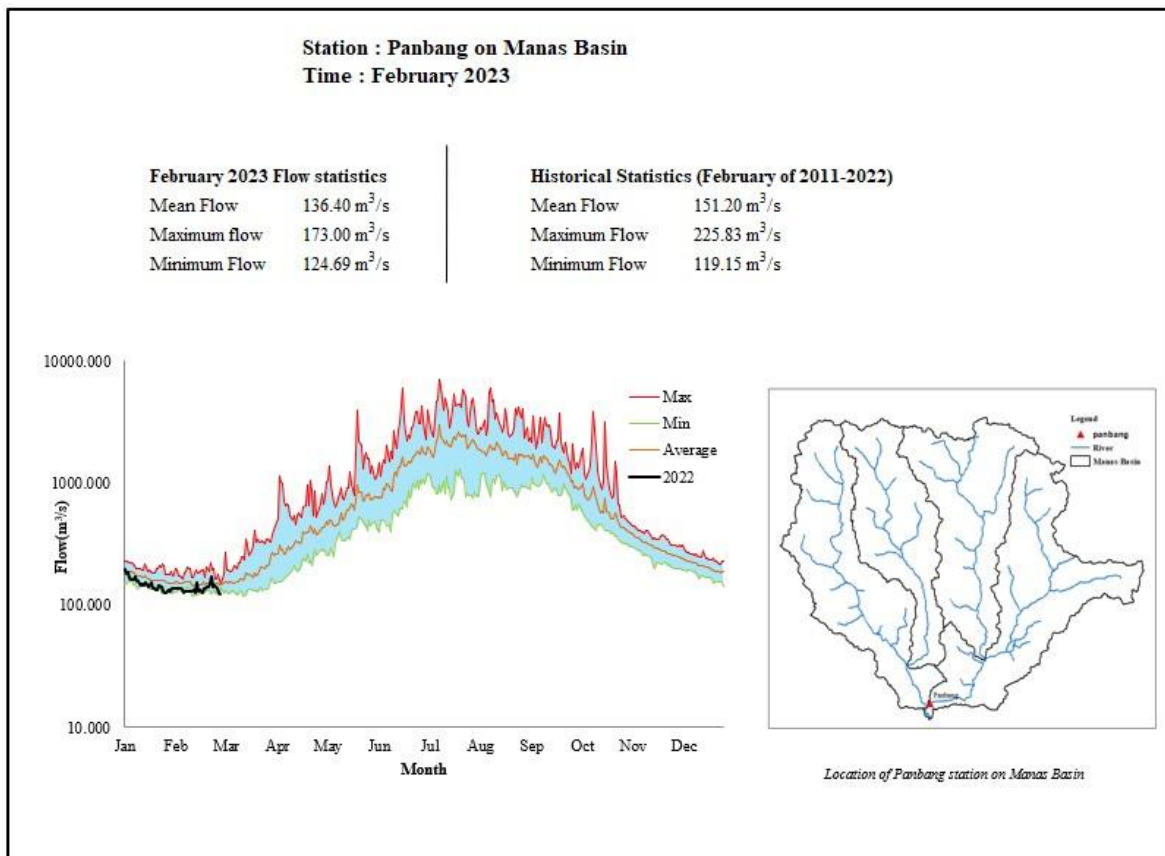 Station : Panbang on Manas Basin
Time : February 2023
February 2023 Flow statistics
Mean Flow 136.40 m³/s
Maximum flow 173.00 m³/s
Minimum Flow 124.69 m³/s
Historical Statistics (February of 2011-2022)
Mean Flow 151.20 m³/s
Maximum Flow 225.83 m³/s
Minimum Flow 119.15 m³/s
10000.000
1000.000
100.000
10.000
Flow(m³/s)
Jan Feb Mar Apr May Jun Jul Aug Sep Oct Nov Dec
Month
Max
Min
Average
2022
Legend
panbang
River
Manas Basin
Panbang
Location of Panbang station on Manas Basin